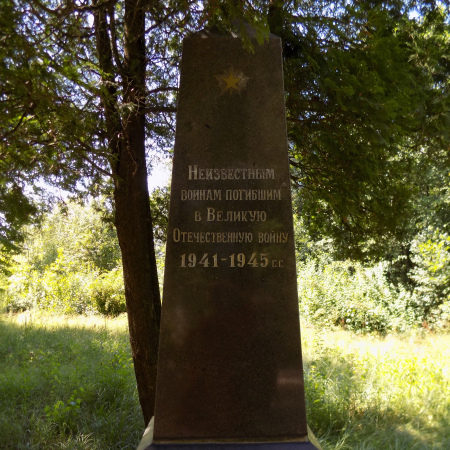 Неизвестным
воинам погибшим
в Великую
Отечественную войну
1941-1945 г.г.